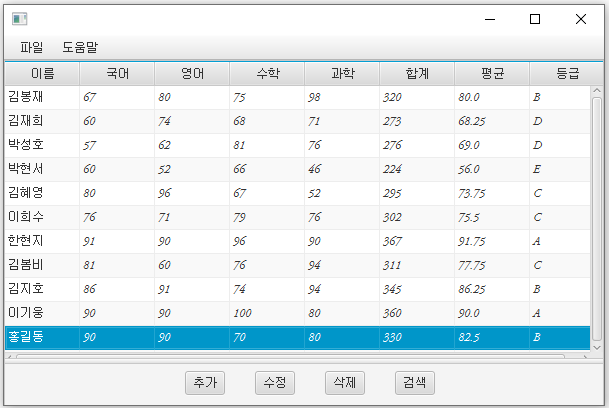 파일 도움말
이름 국어 영어 수학 과학 합계 평균 등급
김봉재 67 80 75 98 320 80.0 B
김재희 60 74 68 71 273 68.25 D
박성호 57 62 81 76 276 69.0 D
박현서 60 52 66 46 224 56.0 E
김혜영 80 96 67 52 295 73.75 C
이희수 76 71 79 76 302 75.5 C
한현지 91 90 96 90 367 91.75 A
김봄비 81 60 76 94 311 77.75 C
김지호 86 91 74 94 345 86.25 B
이기웅 90 90 100 80 360 90.0 A
홍길동 90 90 70 80 330 82.5 B
추가 수정 삭제 검색